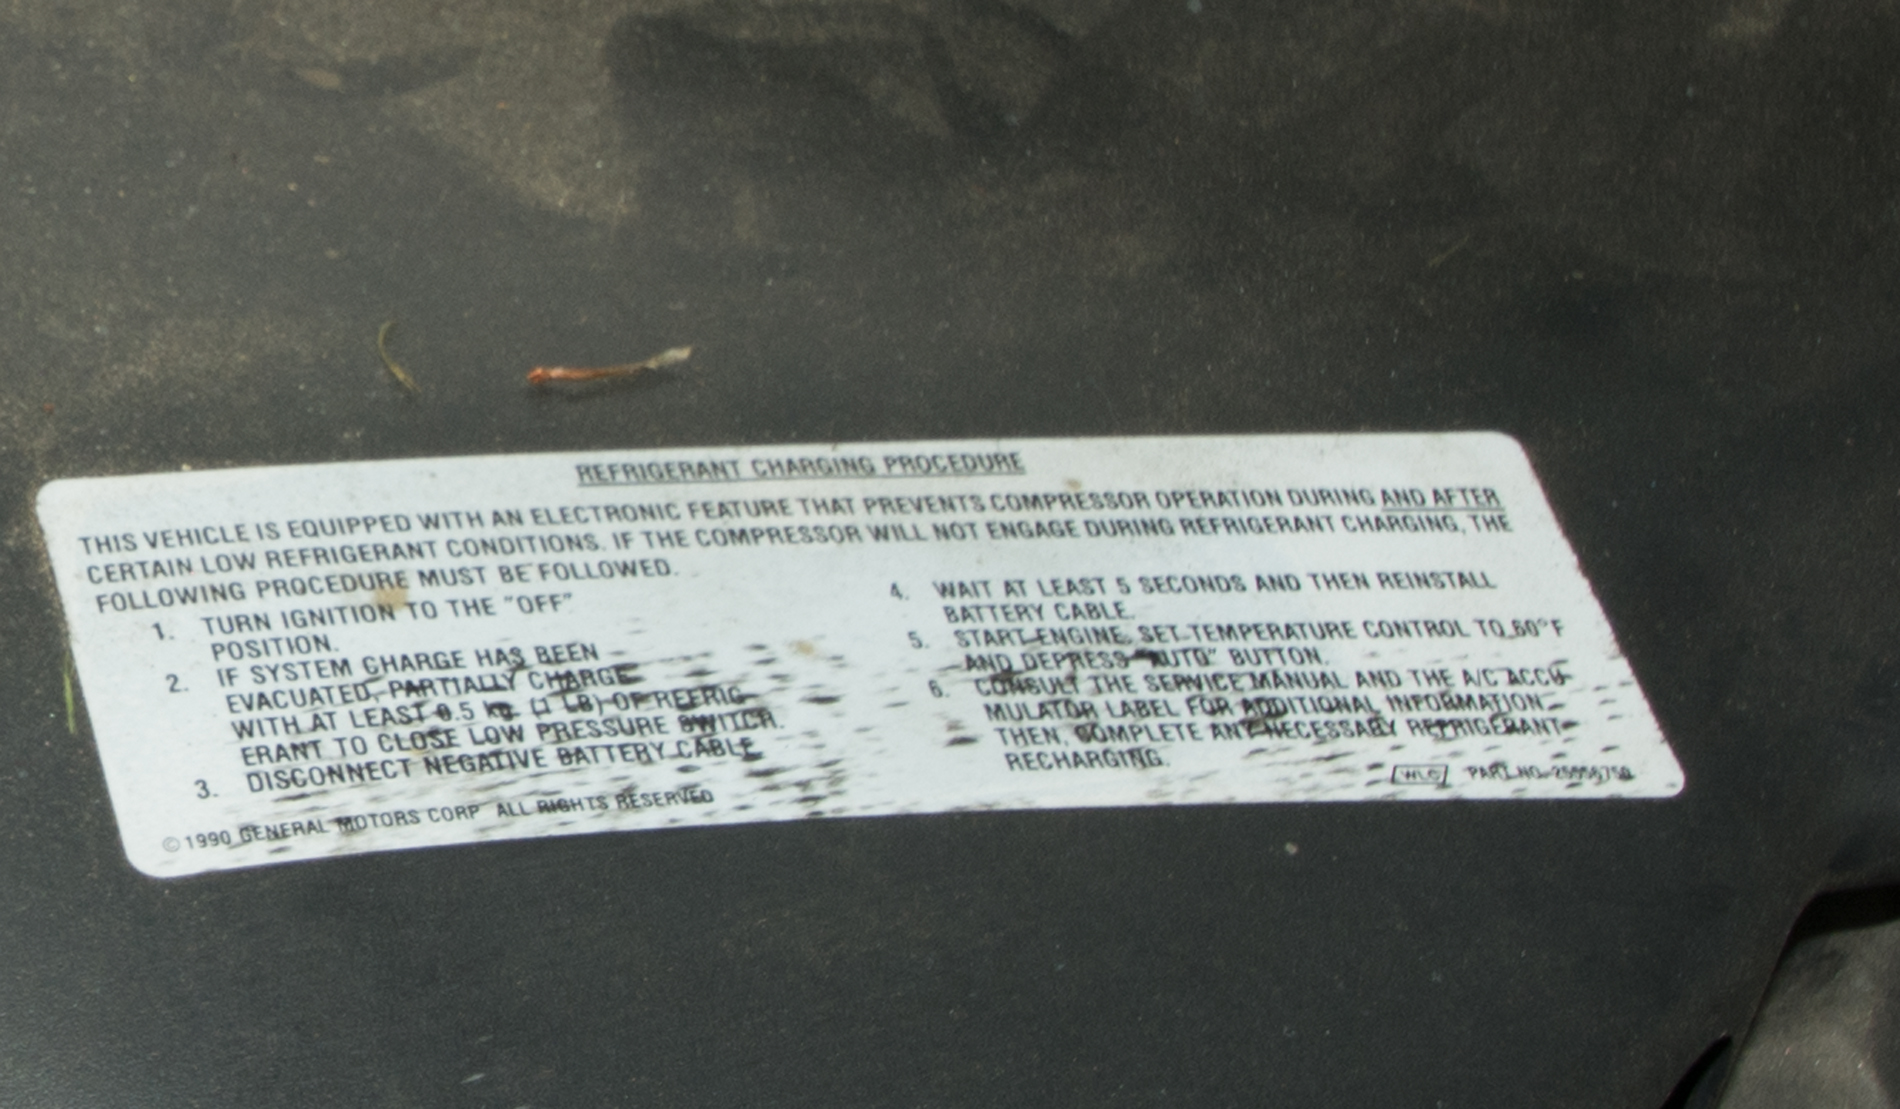 REFRIGERANT CHARGING PROCEDURE
THIS VEHICLE IS EQUIPPED WITH AN ELECTRONIC FEATURE THAT PREVENTS COMPRESSOR OPERATION DURING AND AFTER
CERTAIN LOW REFRIGERANT CONDITIONS. IF THE COMPRESSOR WILL NOT ENGAGE DURING REFRIGERANT CHARGING, THE
FOLLOWING PROCEDURE MUST BE FOLLOWED.
1. TURN IGNITION TO THE "OFF"
POSITION.
2. IF SYSTEM CHARGE HAS BEEN
EVACUATED, PARTIALLY CHARGE
WITH AT LEAST 0.5 kg (1 LB) OF REFRIG-
ERANT TO CLOSE LOW PRESSURE SWITCH.
3. DISCONNECT NEGATIVE BATTERY CABLE.
4. WAIT AT LEAST 5 SECONDS AND THEN REINSTALL
BATTERY CABLE.
5. START ENGINE, SET TEMPERATURE CONTROL TO 60°F
AND DEPRESS "AUTO" BUTTON.
6. CONSULT THE SERVICE MANUAL AND THE A/C ACCU-
MULATOR LABEL FOR ADDITIONAL INFORMATION.
THEN, COMPLETE ANY NECESSARY REFRIGERANT
RECHARGING.
© 1990 GENERAL MOTORS CORP ALL RIGHTS RESERVED
WLC PART NO.